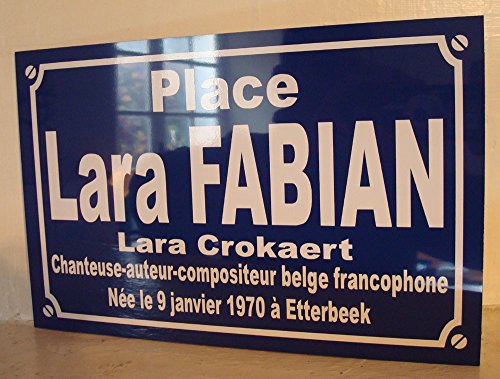 Place
Lara FABIAN
Lara Crokaert
Chanteuse-auteur-compositeur belge francophone
Née le 9 janvier 1970 à Etterbeek